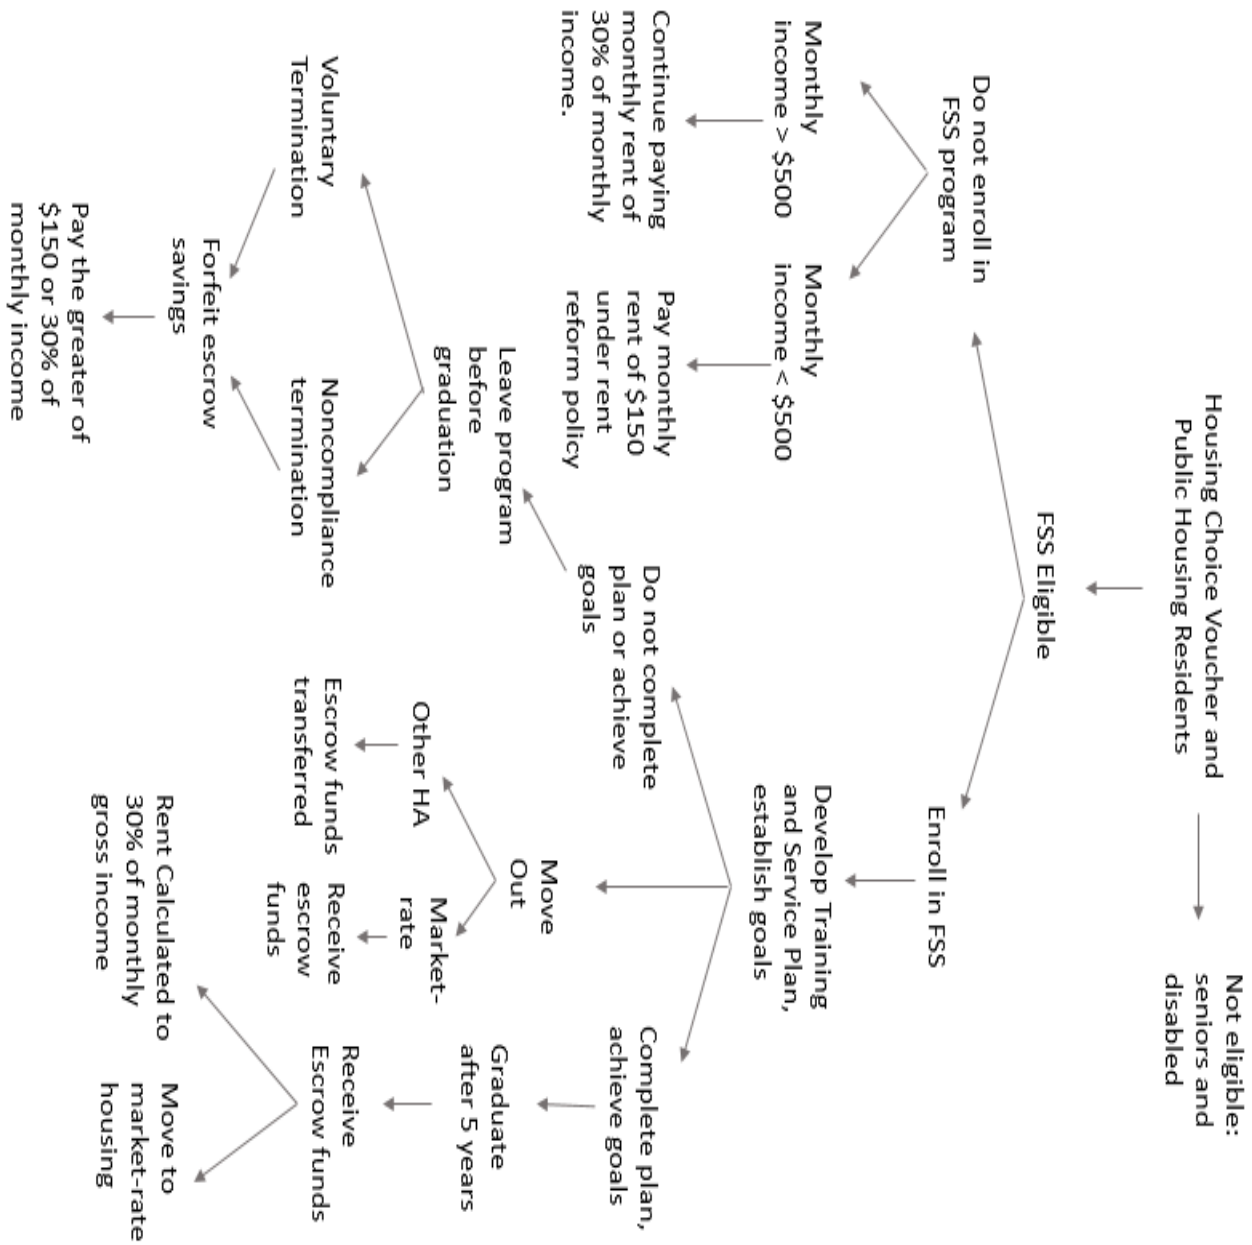 Housing Choice Voucher and
Public Housing Residents
Not eligible:
seniors and
disabled
FSS Eligible
Do not enroll in
FSS program
Enroll in FSS
Monthly
income > $500
Monthly
income < $500
Develop Training
and Service Plan,
establish goals
Continue paying
monthly rent of
30% of monthly
income.
Pay monthly
rent of $150
under rent
reform policy
Do not complete
plan or achieve
goals
Move
Out
Complete plan,
achieve goals
Leave program
before
graduation
Other HA
Market-
rate
Graduate
after 5 years
Voluntary
Termination
Noncompliance
termination
Escrow funds
transferred
Receive
escrow
funds
Receive
Escrow funds
Forfeit escrow
savings
Rent Calculated to
30% of monthly
gross income
Move to
market-rate
housing
Pay the greater of
$150 or 30% of
monthly income